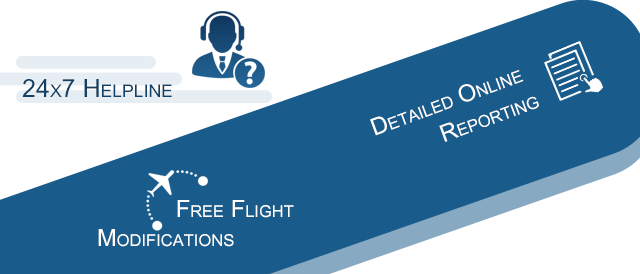 24x7 Helpline
Detailed Online
Reporting
Free Flight
Modifications
?